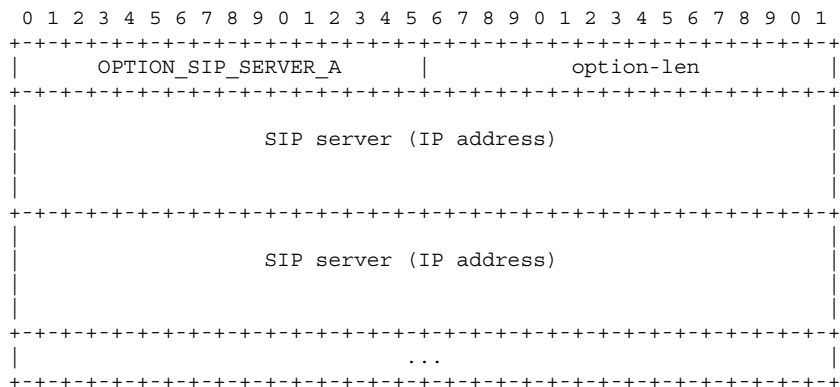 0 1 2 3 4 5 6 7 8 9 0 1 2 3 4 5 6 7 8 9 0 1 2 3 4 5 6 7 8 9 0 1
+-+-+-+-+-+-+-+-+-+-+-+-+-+-+-+-+-+-+-+-+-+-+-+-+-+-+-+-+-+-+-+-+
|      OPTION_SIP_SERVER_A      |           option-len          |
+-+-+-+-+-+-+-+-+-+-+-+-+-+-+-+-+-+-+-+-+-+-+-+-+-+-+-+-+-+-+-+-+
|                                                               |
|                   SIP server (IP address)                     |
|                                                               |
|                                                               |
+-+-+-+-+-+-+-+-+-+-+-+-+-+-+-+-+-+-+-+-+-+-+-+-+-+-+-+-+-+-+-+-+
|                                                               |
|                   SIP server (IP address)                     |
|                                                               |
|                                                               |
+-+-+-+-+-+-+-+-+-+-+-+-+-+-+-+-+-+-+-+-+-+-+-+-+-+-+-+-+-+-+-+-+
|                              ...                              |
+-+-+-+-+-+-+-+-+-+-+-+-+-+-+-+-+-+-+-+-+-+-+-+-+-+-+-+-+-+-+-+-+